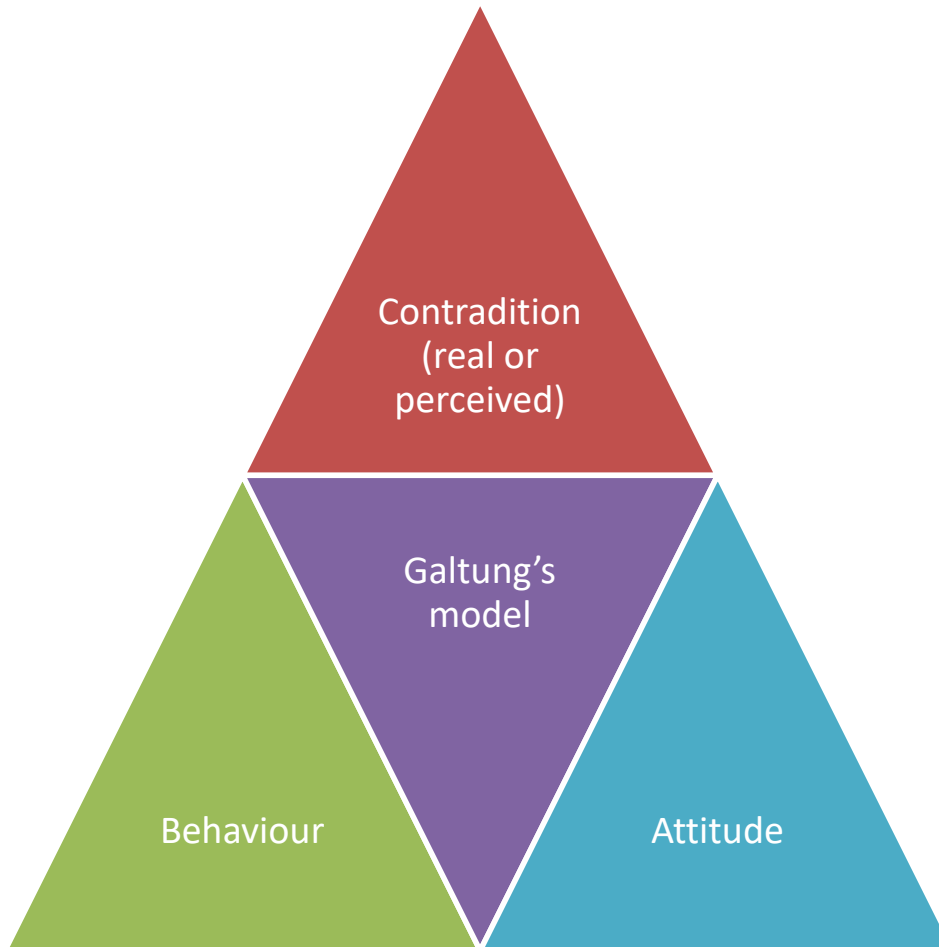 Contradition
(real or
perceived)
Galtung’s
model
Behaviour
Attitude